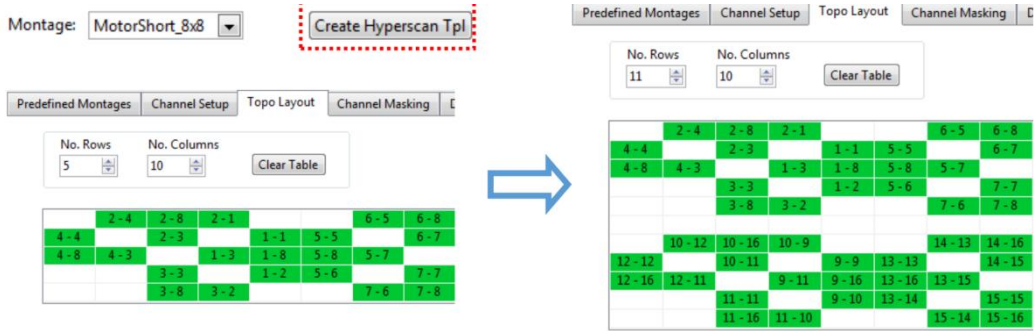 Montage: MotorShort_8x8 Create Hyperscan Tpl
Predefined Montages Channel Setup Topo Layout Channel Masking
No. Rows No. Columns
5 10 Clear Table
2 - 4 2 - 8 2 - 1 6 - 5 6 - 8
4 - 4 2 - 3 1 - 1 5 - 5 6 - 7
4 - 8 4 - 3 1 - 3 1 - 8 5 - 8 5 - 7
3 - 3 1 - 2 5 - 6 7 - 7
3 - 8 3 - 2 7 - 6 7 - 8
Predefined Montages Channel Setup Topo Layout Channel Masking
No. Rows No. Columns
11 10 Clear Table
2 - 4 2 - 8 2 - 1 6 - 5 6 - 8
4 - 4 2 - 3 1 - 1 5 - 5 6 - 7
4 - 8 4 - 3 1 - 3 1 - 8 5 - 8 5 - 7
3 - 3 1 - 2 5 - 6 7 - 7
3 - 8 3 - 2 7 - 6 7 - 8
10 - 12 10 - 16 10 - 9 14 - 13 14 - 16
12 - 12 10 - 11 9 - 9 13 - 13 14 - 15
12 - 16 12 - 11 9 - 11 9 - 16 13 - 16 13 - 15
11 - 11 9 - 10 13 - 14 15 - 15
11 - 16 11 - 10 15 - 14 15 - 16